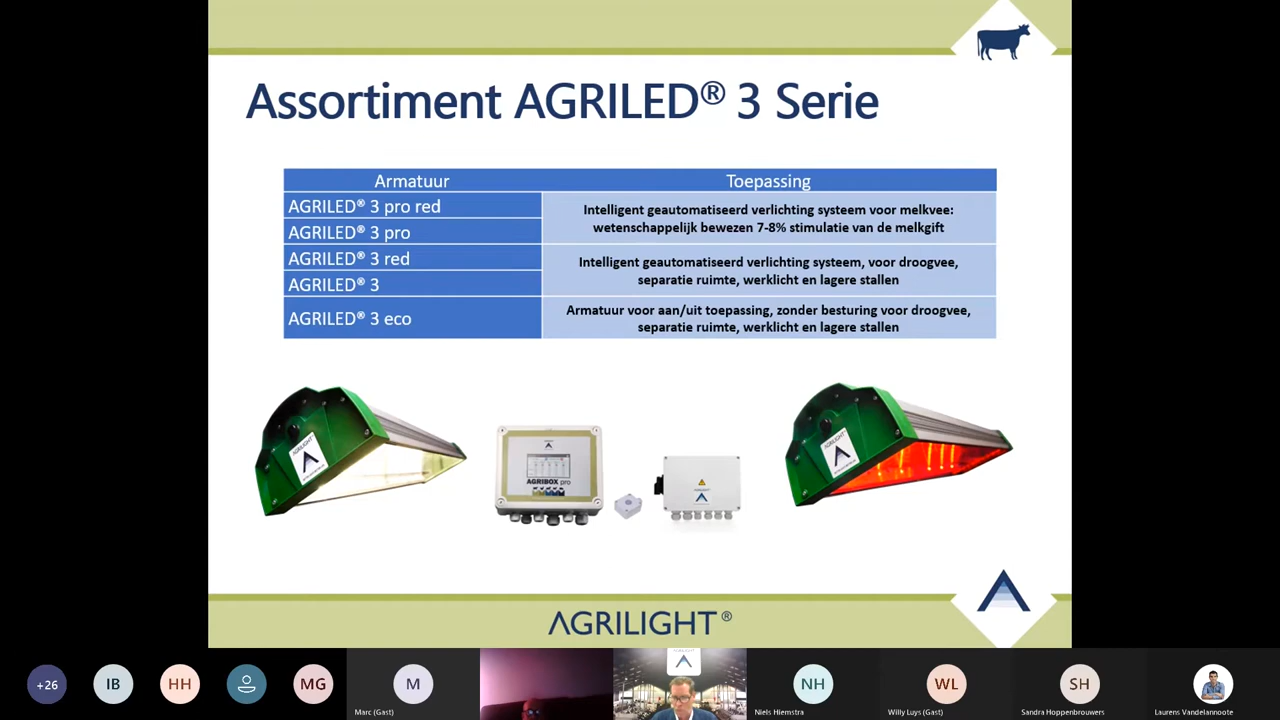 Assortiment AGRILED® 3 Serie
Armatuur
Toepassing
AGRILED® 3 pro red
AGRILED® 3 pro
Intelligent geautomatiseerd verlichting systeem voor melkvee:
wetenschappelijk bewezen 7-8% stimulatie van de melkgift
AGRILED® 3 red
AGRILED® 3
Intelligent geautomatiseerd verlichting systeem, voor droogvee,
separatie ruimte, werklicht en lagere stallen
AGRILED® 3 eco
Armatuur voor aan/uit toepassing, zonder besturing voor droogvee,
separatie ruimte, werklicht en lagere stallen
AGRILIGHT
AGRIBOX pro
AGRILIGHT
AGRILIGHT®
+26
IB
HH
MG
M
Marc (Gast)
NH
Niels Hiemstra
WL
Willy Luys (Gast)
SH
Sandra Hoppenbrouwers
Laurens Vandelannoote